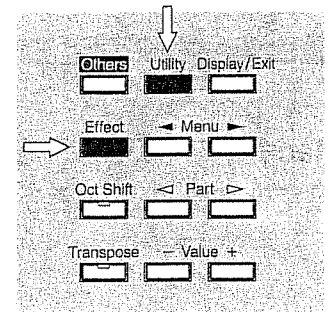 Others Utility Display/Exit
Effect ◄ Menu ►
Oct Shift ◁ Part ▷
Transpose − Value +